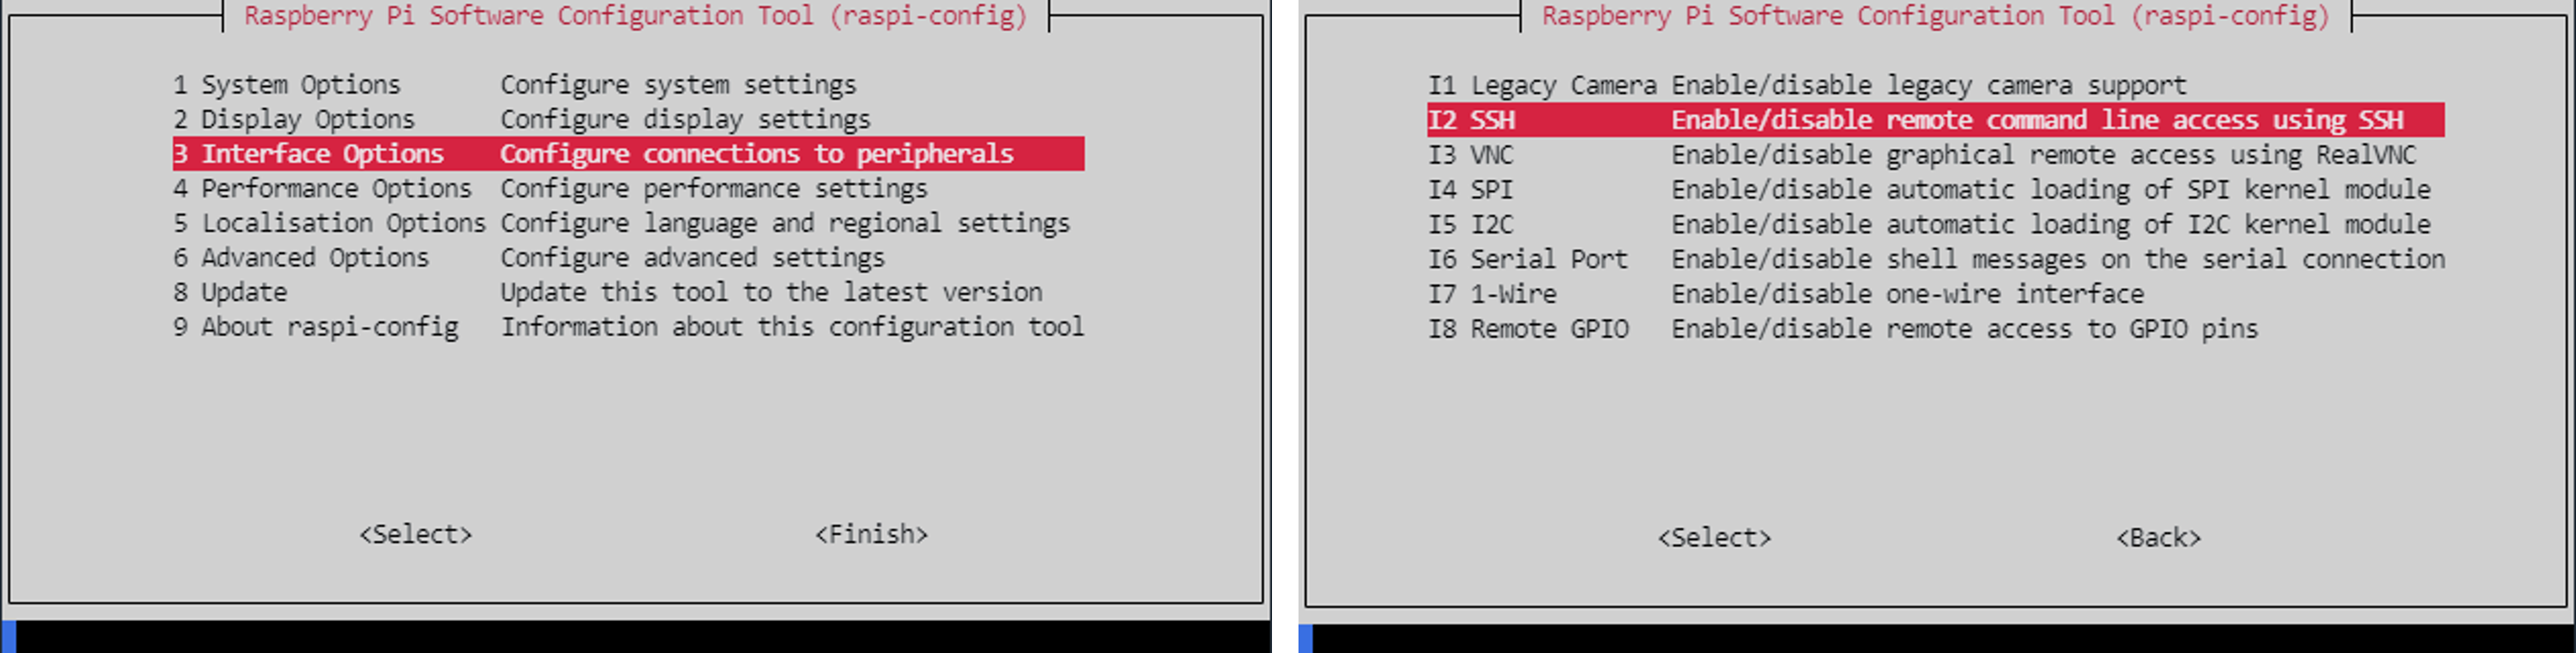 Raspberry Pi Software Configuration Tool (raspi-config)
1 System Options Configure system settings
2 Display Options Configure display settings
3 Interface Options Configure connections to peripherals
4 Performance Options Configure performance settings
5 Localisation Options Configure language and regional settings
6 Advanced Options Configure advanced settings
8 Update Update this tool to the latest version
9 About raspi-config Information about this configuration tool
<Select> <Finish>
Raspberry Pi Software Configuration Tool (raspi-config)
I1 Legacy Camera Enable/disable legacy camera support
I2 SSH Enable/disable remote command line access using SSH
I3 VNC Enable/disable graphical remote access using RealVNC
I4 SPI Enable/disable automatic loading of SPI kernel module
I5 I2C Enable/disable automatic loading of I2C kernel module
I6 Serial Port Enable/disable shell messages on the serial connection
I7 1-Wire Enable/disable one-wire interface
I8 Remote GPIO Enable/disable remote access to GPIO pins
<Select> <Back>